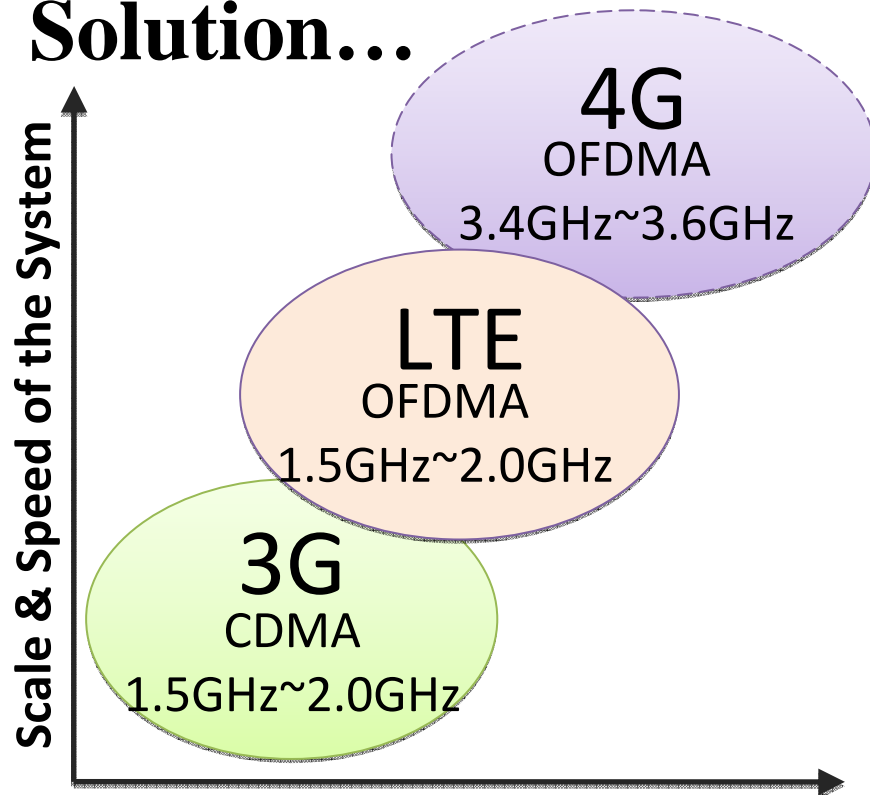 Solution…
Scale & Speed of the System
4G
OFDMA
3.4GHz~3.6GHz
LTE
OFDMA
1.5GHz~2.0GHz
3G
CDMA
1.5GHz~2.0GHz